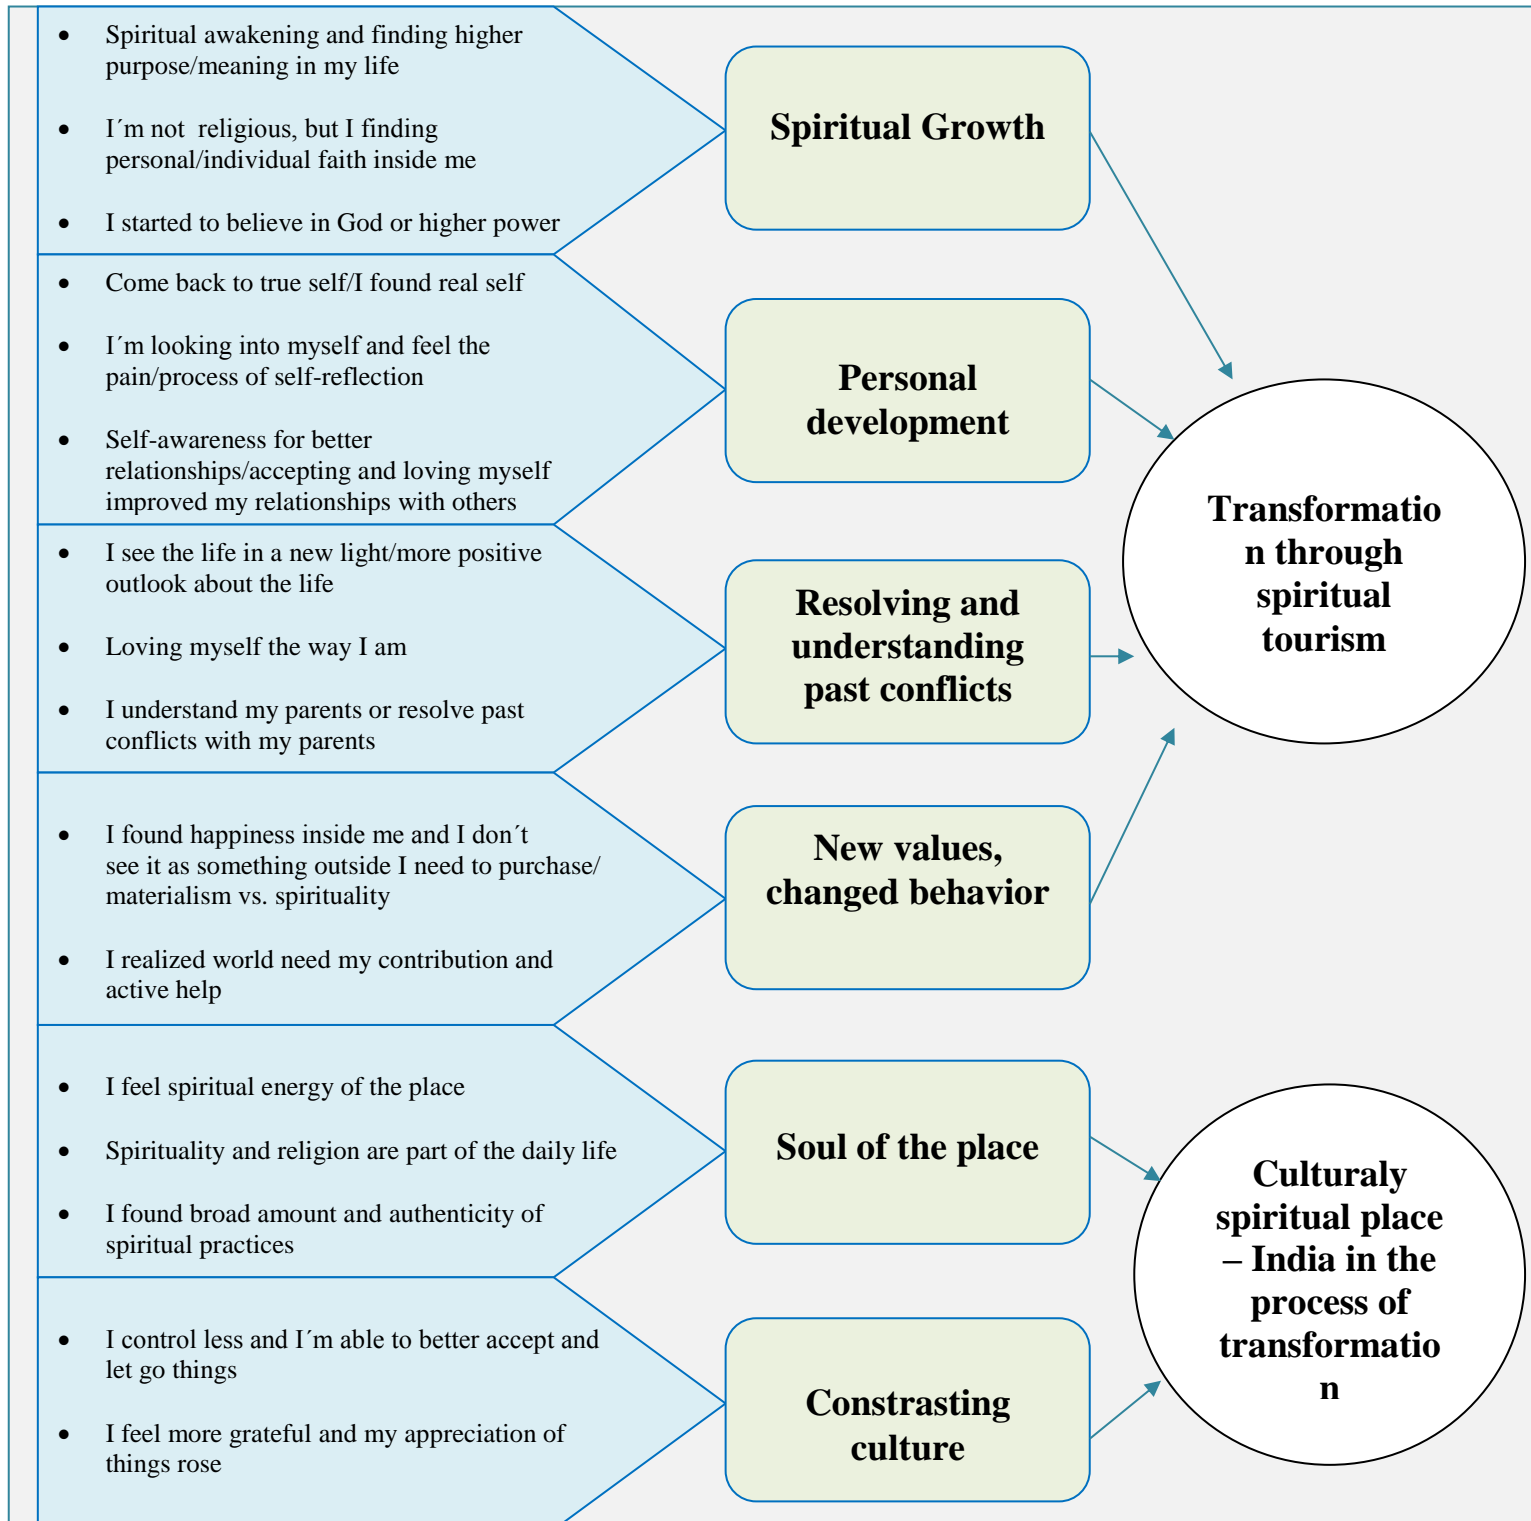 • Spiritual awakening and finding higher
purpose/meaning in my life
• I´m not  religious, but I finding
personal/individual faith inside me
• I started to believe in God or higher power
Spiritual Growth
• Come back to true self/I found real self
• I´m looking into myself and feel the
pain/process of self-reflection
• Self-awareness for better
relationships/accepting and loving myself
improved my relationships with others
Personal
development
• I see the life in a new light/more positive
outlook about the life
• Loving myself the way I am
• I understand my parents or resolve past
conflicts with my parents
Resolving and
understanding
past conflicts
• I found happiness inside me and I don´t
see it as something outside I need to purchase/
materialism vs. spirituality
• I realized world need my contribution and
active help
New values,
changed behavior
Transformatio
n through
spiritual
tourism
• I feel spiritual energy of the place
• Spirituality and religion are part of the daily life
• I found broad amount and authenticity of
spiritual practices
Soul of the place
• I control less and I´m able to better accept and
let go things
• I feel more grateful and my appreciation of
things rose
Constrasting
culture
Culturaly
spiritual place
– India in the
process of
transformatio
n